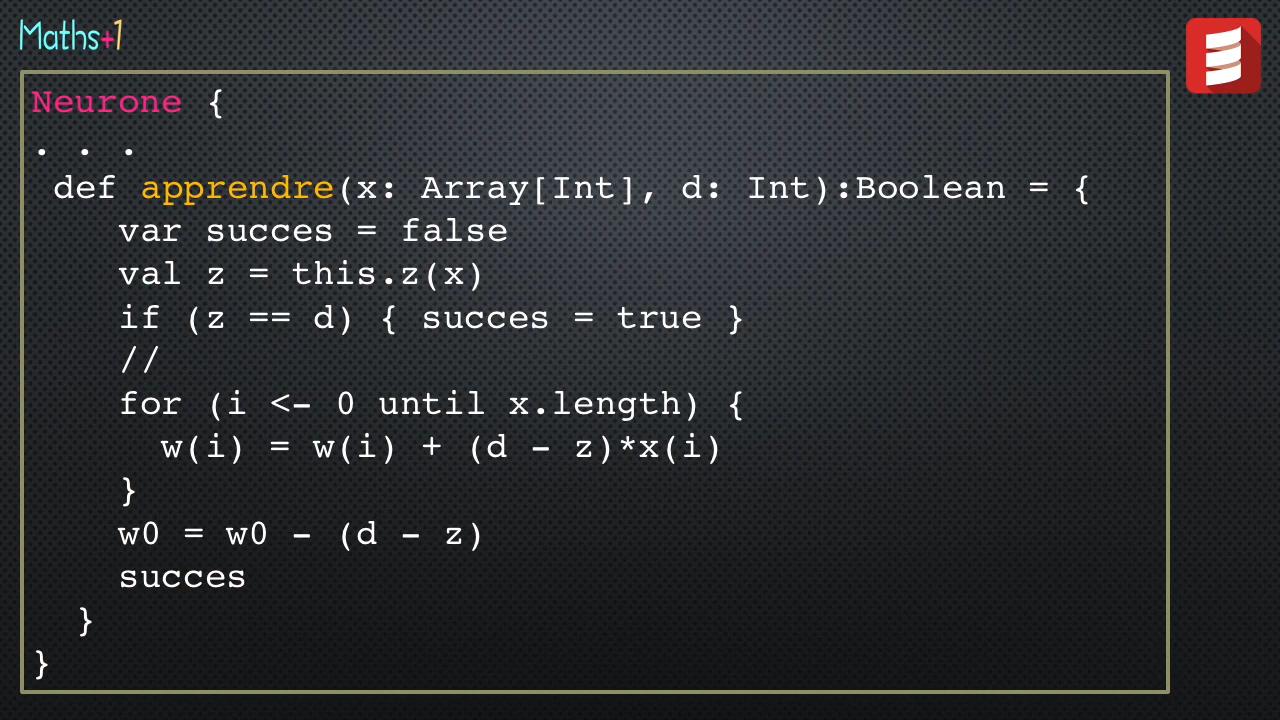 Maths+1
Neurone {
. . .
def apprendre(x: Array[Int], d: Int):Boolean = {
var succes = false
val z = this.z(x)
if (z == d) { succes = true }
//
for (i <- 0 until x.length) {
w(i) = w(i) + (d - z)*x(i)
}
w0 = w0 - (d - z)
succes
}
}